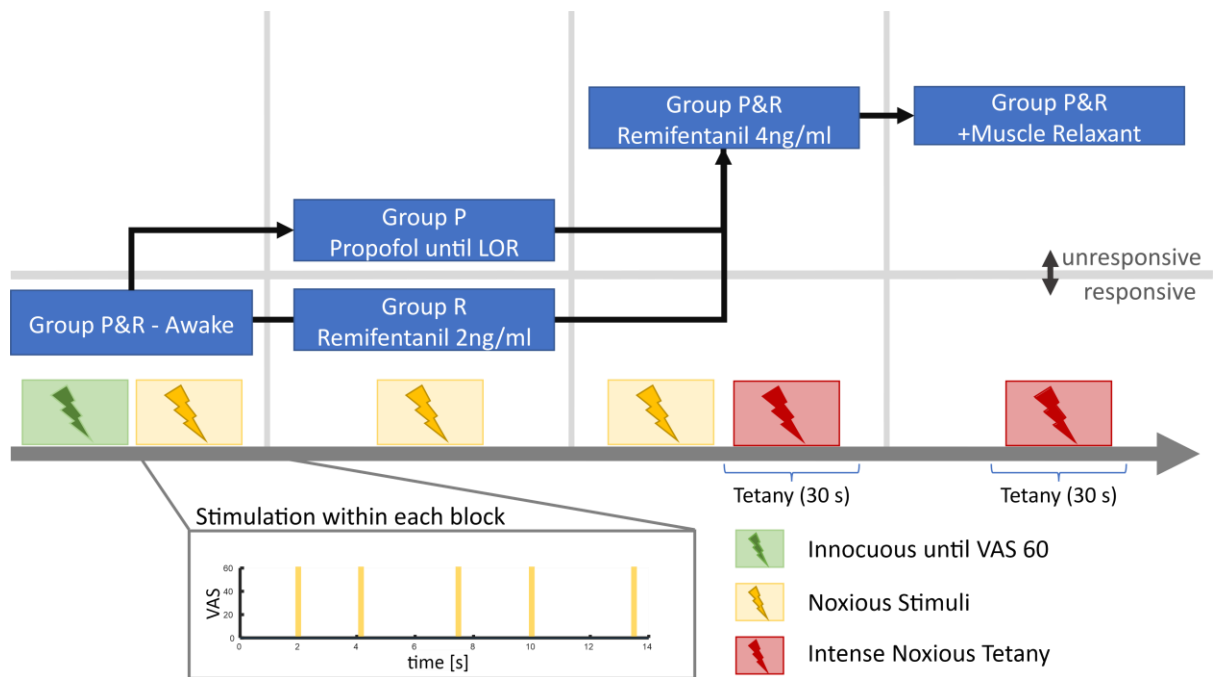 Group P&R
Remifentanil 4ng/ml
Group P&R
+Muscle Relaxant
Group P
Propofol until LOR
unresponsive
responsive
Group P&R - Awake
Group R
Remifentanil 2ng/ml
Tetany (30 s)
Tetany (30 s)
Stimulation within each block
VAS
60
40
20
0
0
2
4
6
8
10
12
14
time [s]
Innocuous until VAS 60
Noxious Stimuli
Intense Noxious Tetany